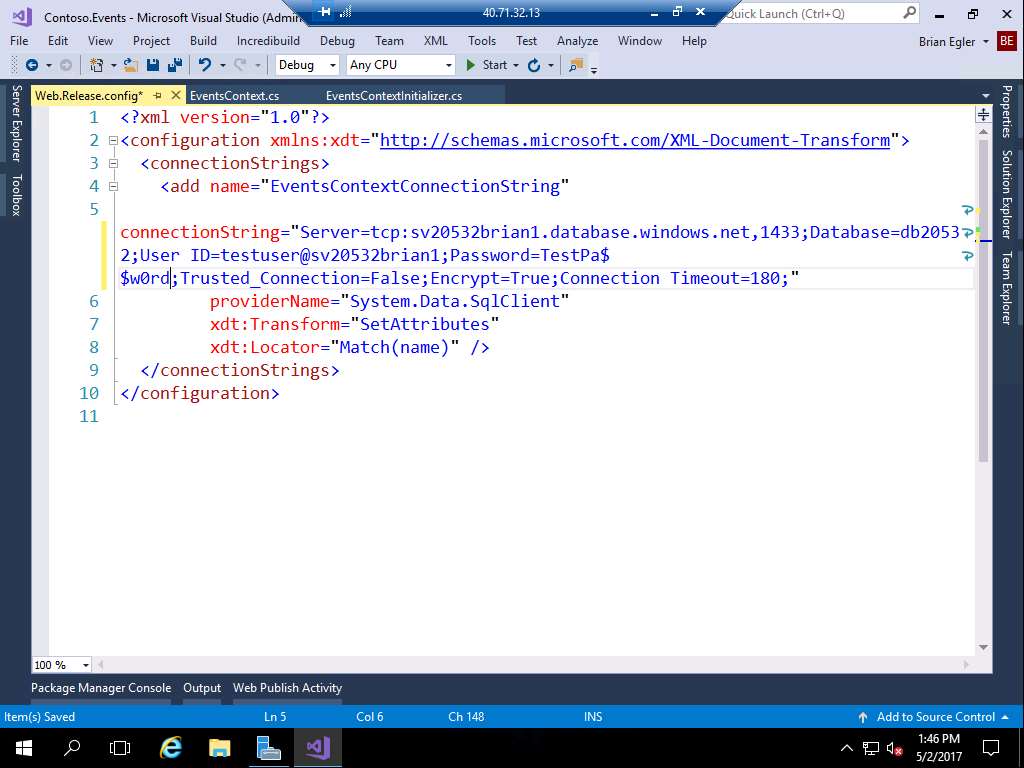 Contoso.Events - Microsoft Visual Studio (Admin
40.71.32.13
Quick Launch (Ctrl+Q)
File Edit View Project Build Incredibuild Debug Team XML Tools Test Analyze Window Help
Brian Egler BE
Debug Any CPU Start
Web.Release.config* EventsContext.cs EventsContextInitializer.cs
Server Explorer
Toolbox
Properties
Solution Explorer
Team Explorer
1 <?xml version="1.0"?>
2 <configuration xmlns:xdt="http://schemas.microsoft.com/XML-Document-Transform">
3 <connectionStrings>
4 <add name="EventsContextConnectionString"
5
connectionString="Server=tcp:sv20532brian1.database.windows.net,1433;Database=db2053
2;User ID=testuser@sv20532brian1;Password=TestPa$
$w0rd;Trusted_Connection=False;Encrypt=True;Connection Timeout=180;"
6 providerName="System.Data.SqlClient"
7 xdt:Transform="SetAttributes"
8 xdt:Locator="Match(name)" />
9 </connectionStrings>
10 </configuration>
11
100 %
Package Manager Console Output Web Publish Activity
Item(s) Saved Ln 5 Col 6 Ch 148 INS Add to Source Control
1:46 PM
5/2/2017